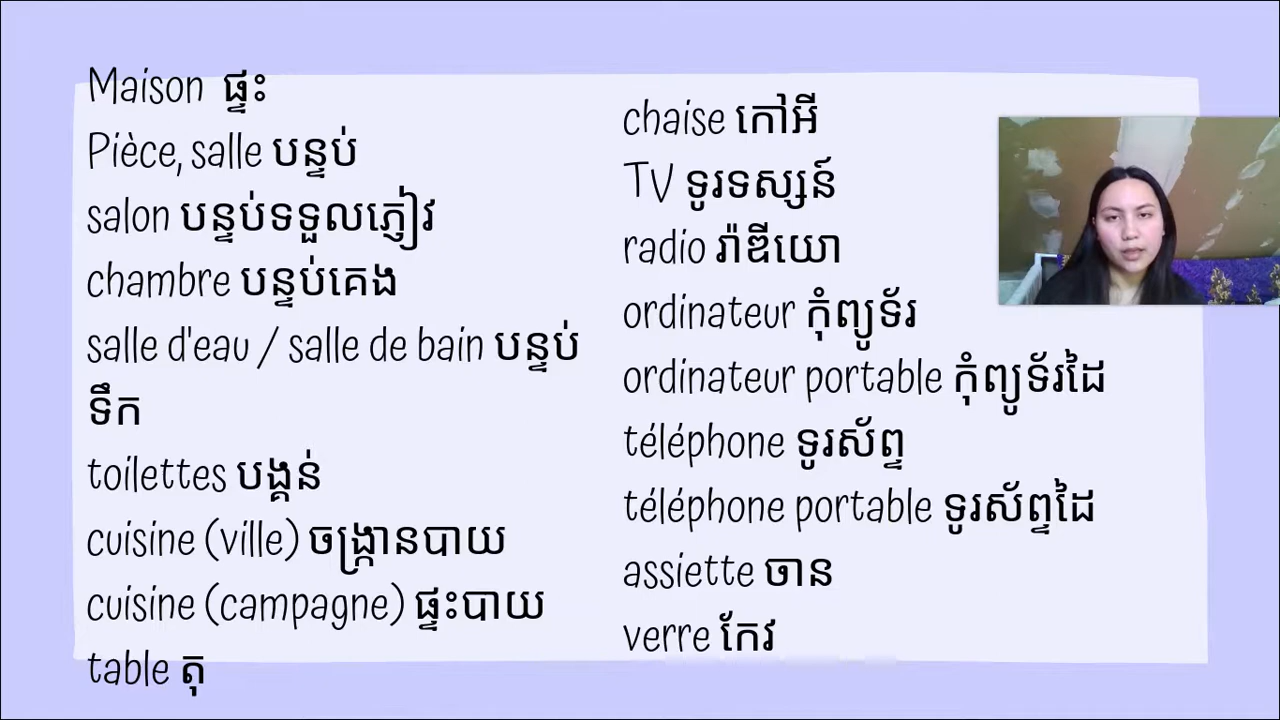 Maison ផ្ទះ
Pièce, salle បន្ទប់
salon បន្ទប់ទទួលភ្ញៀវ
chambre បន្ទប់គេង
salle d'eau / salle de bain បន្ទប់
ទឹក
toilettes បង្គន់
cuisine (ville) ចង្ក្រានបាយ
cuisine (campagne) ផ្ទះបាយ
table តុ
chaise កៅអី
TV ទូរទស្សន៍
radio រ៉ាឌីយោ
ordinateur កុំព្យូទ័រ
ordinateur portable កុំព្យូទ័រដៃ
téléphone ទូរស័ព្ទ
téléphone portable ទូរស័ព្ទដៃ
assiette ចាន
verre កែវ